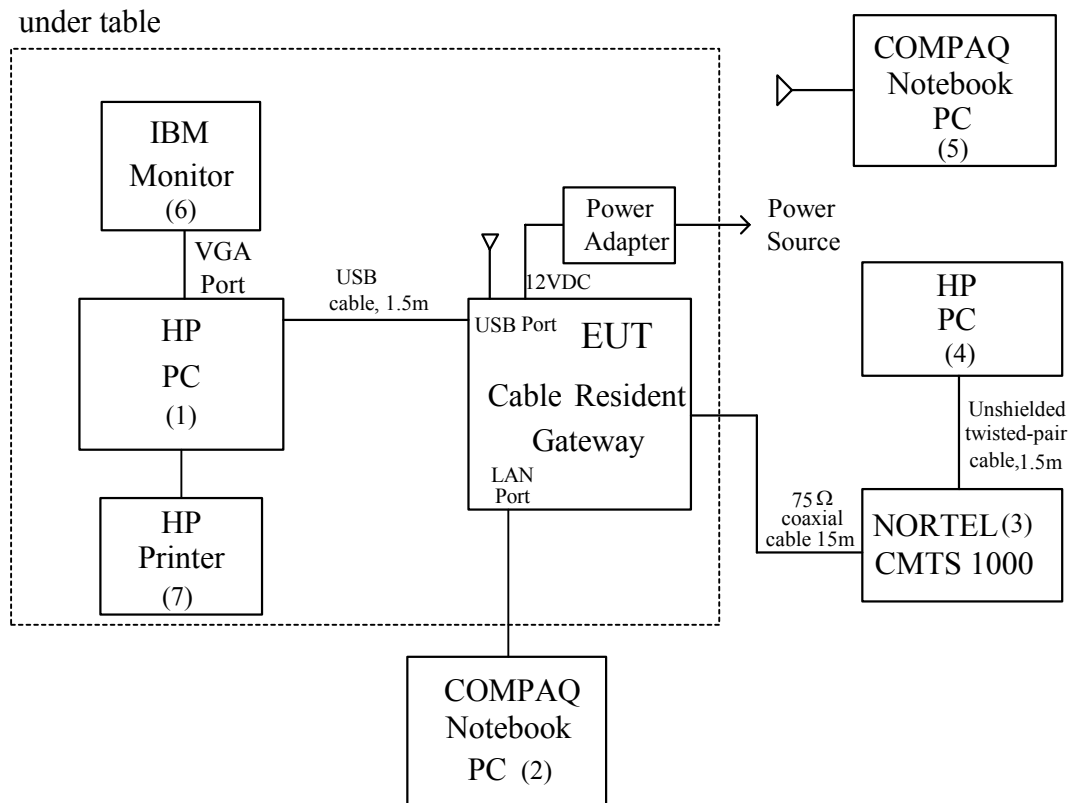 under table
IBM
Monitor
(6)
VGA
Port
HP
PC
(1)
HP
Printer
(7)
USB
cable, 1.5m
12VDC
Power
Adapter
Power
Source
USB Port
EUT
Cable Resident
Gateway
LAN
Port
COMPAQ
Notebook
PC (2)
COMPAQ
Notebook
PC
(5)
HP
PC
(4)
Unshielded
twisted-pair
cable,1.5m
75 Ω
coaxial
cable 15m
NORTEL (3)
CMTS 1000